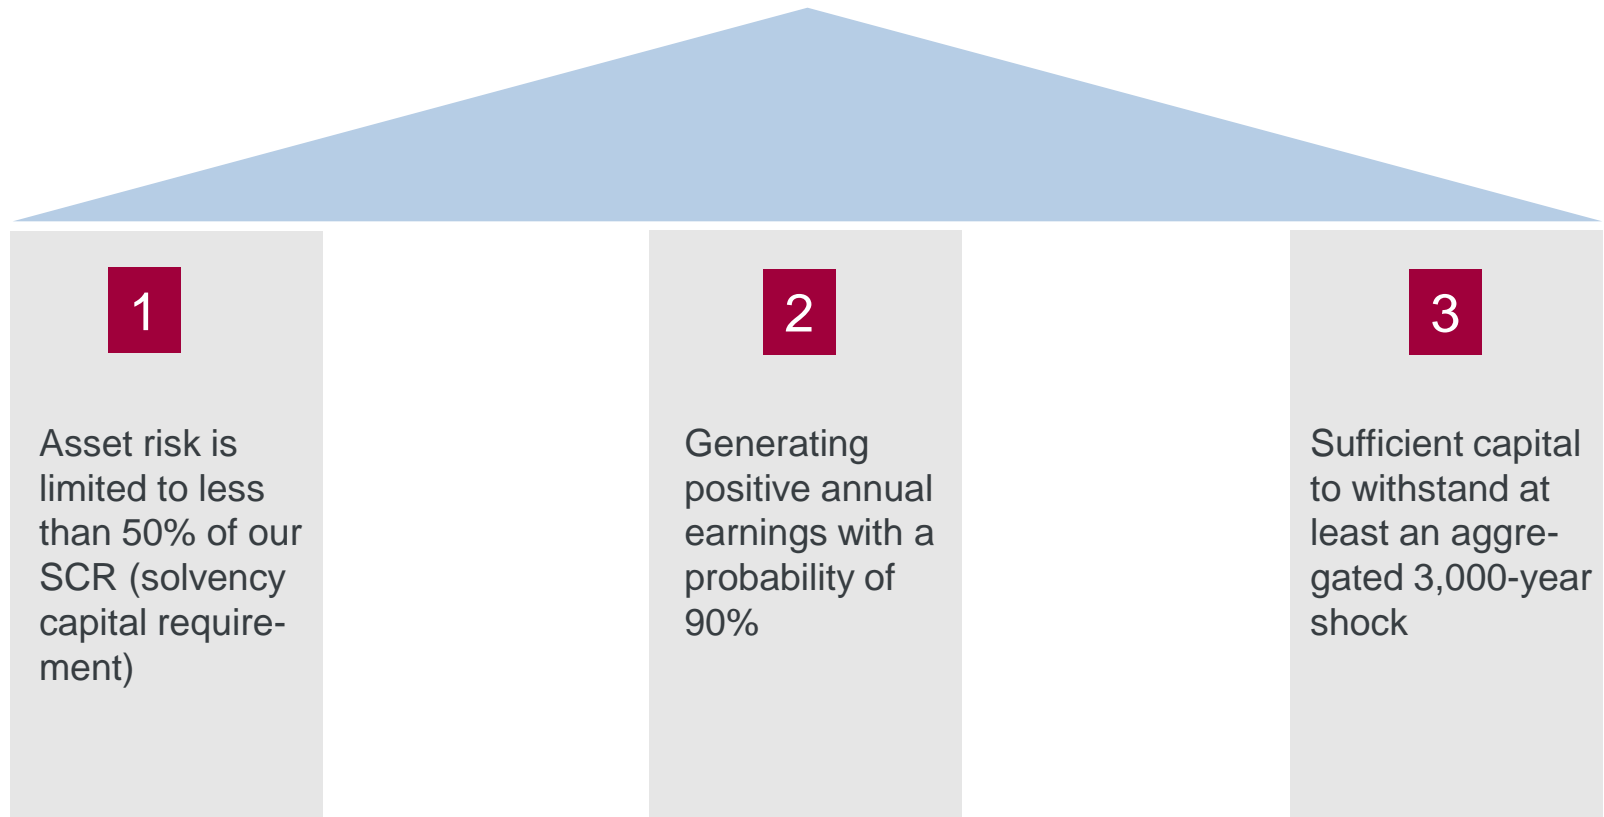 1
Asset risk is
limited to less
than 50% of our
SCR (solvency
capital require-
ment)
2
Generating
positive annual
earnings with a
probability of
90%
3
Sufficient capital
to withstand at
least an aggre-
gated 3,000-year
shock